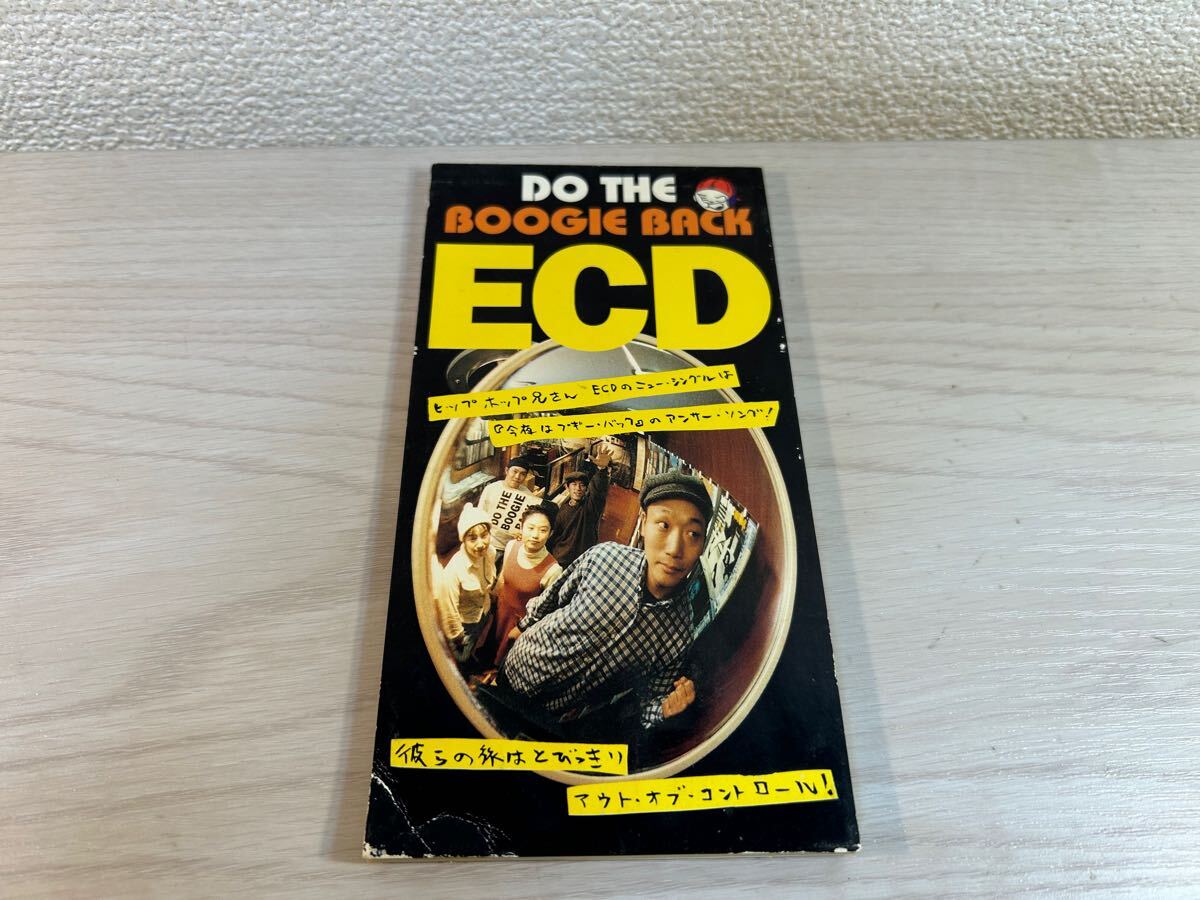 DO THE
BOOGIE BACK
ECD
ヒップホップ兄さん ECDのニュー・シングルは
『今夜はブギー・バック』のアンサー・ソング!
DO THE
BOOGIE
彼らの旅はとびっきり
アウト・オブ・コントロール!